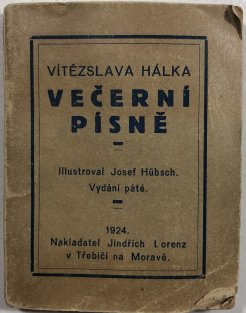 VÍTĚZSLAVA HÁLKA
VEČERNÍ
PÍSNĚ
Illustroval Josef Hübsch.
Vydání páté.
1924.
Nakladatel Jindřich Lorenz
v Třebíči na Moravě.